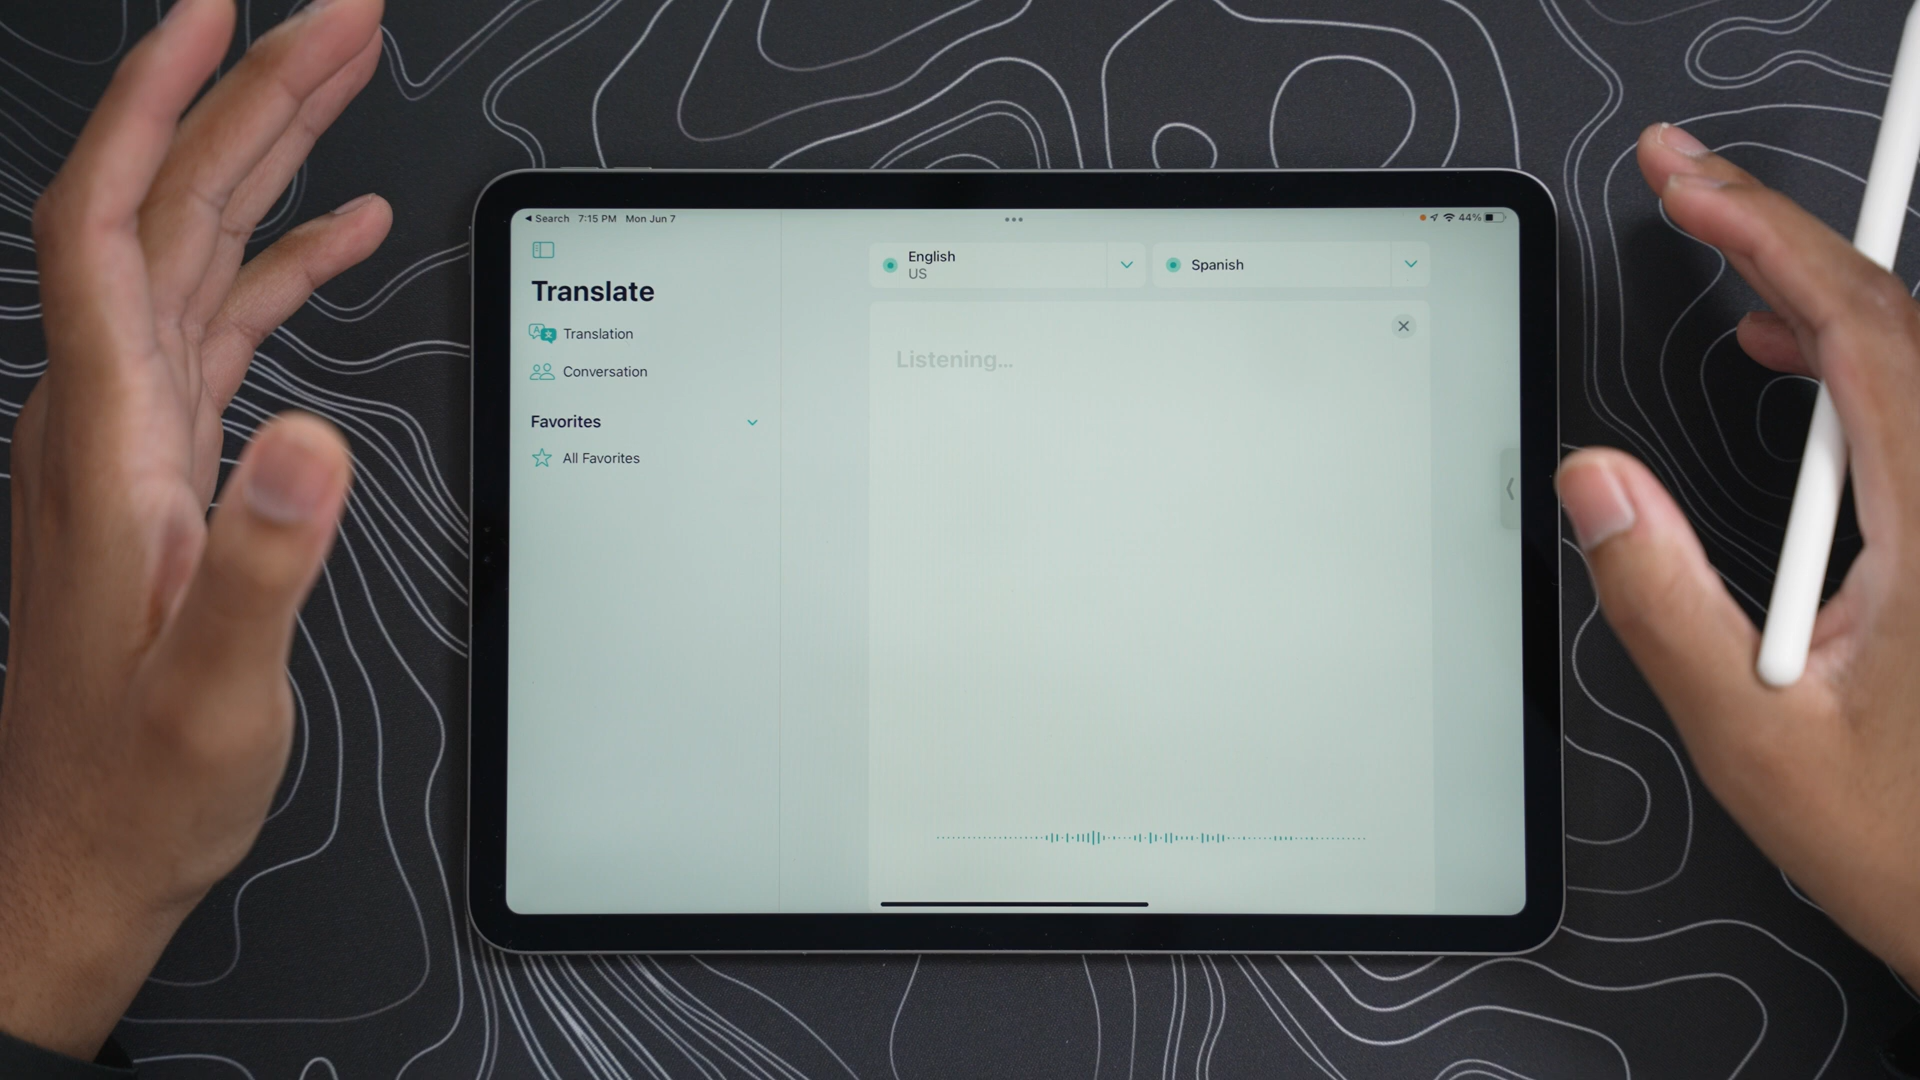 ◀ Search 7:15 PM Mon Jun 7
44%
Translate
Translation
Conversation
Favorites
All Favorites
English
US
Spanish
Listening...